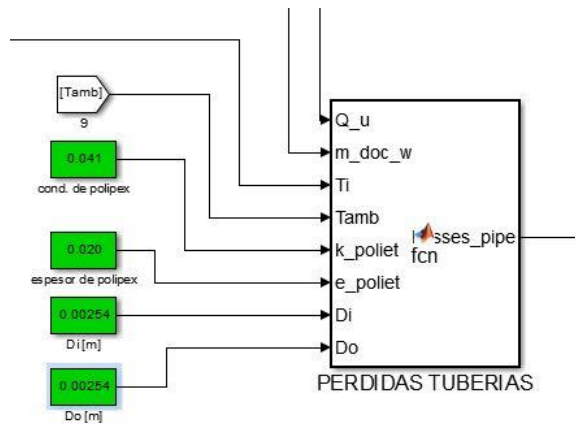 [Tamb]
9
0.041
cond. de polipex
0.020
espesor de polipex
0.00254
Di [m]
0.00254
Do [m]
Q_u
m_doc_w
Ti
Tamb
k_poliet
e_poliet
Di
Do
sses_pipe
fcn
PERDIDAS TUBERIAS